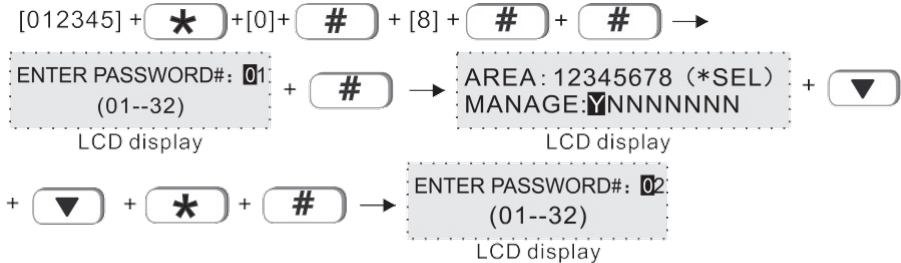 [012345] + * +[0]+ # + [8] + # + # →
ENTER PASSWORD#: 01
(01--32)
LCD display
+ # →
AREA: 12345678 (*SEL)
MANAGE:YNNNNNNN
LCD display
+ ▼
+ ▼ + * + # →
ENTER PASSWORD#: 02
(01--32)
LCD display